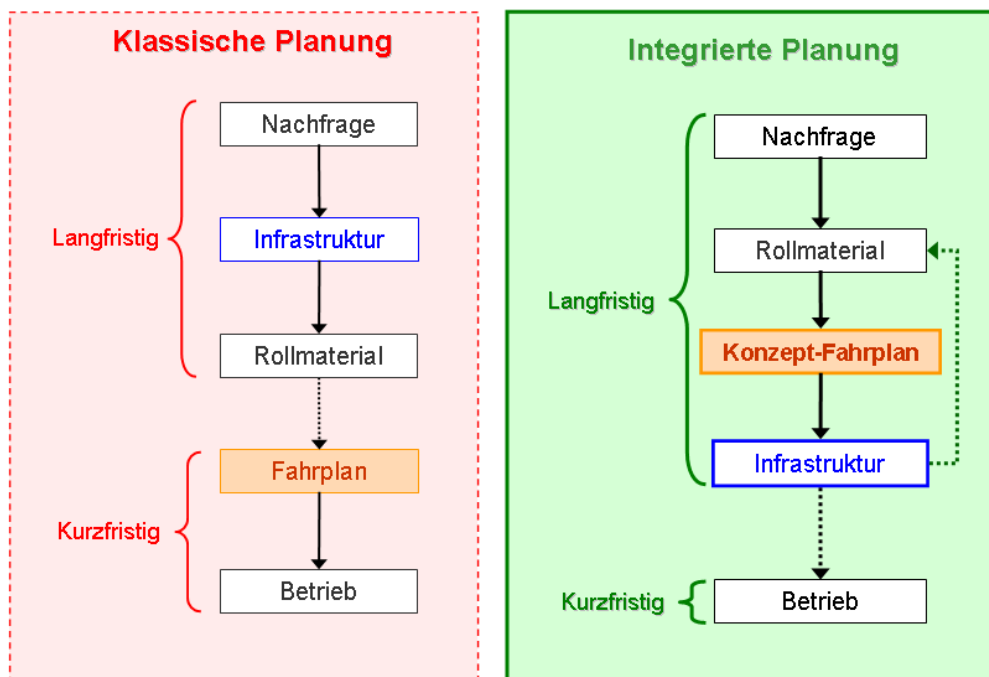 Klassische Planung
Nachfrage
Infrastruktur
Langfristig
Rollmaterial
Fahrplan
Kurzfristig
Betrieb
Integrierte Planung
Nachfrage
Rollmaterial
Langfristig
Konzept-Fahrplan
Infrastruktur
Kurzfristig
Betrieb